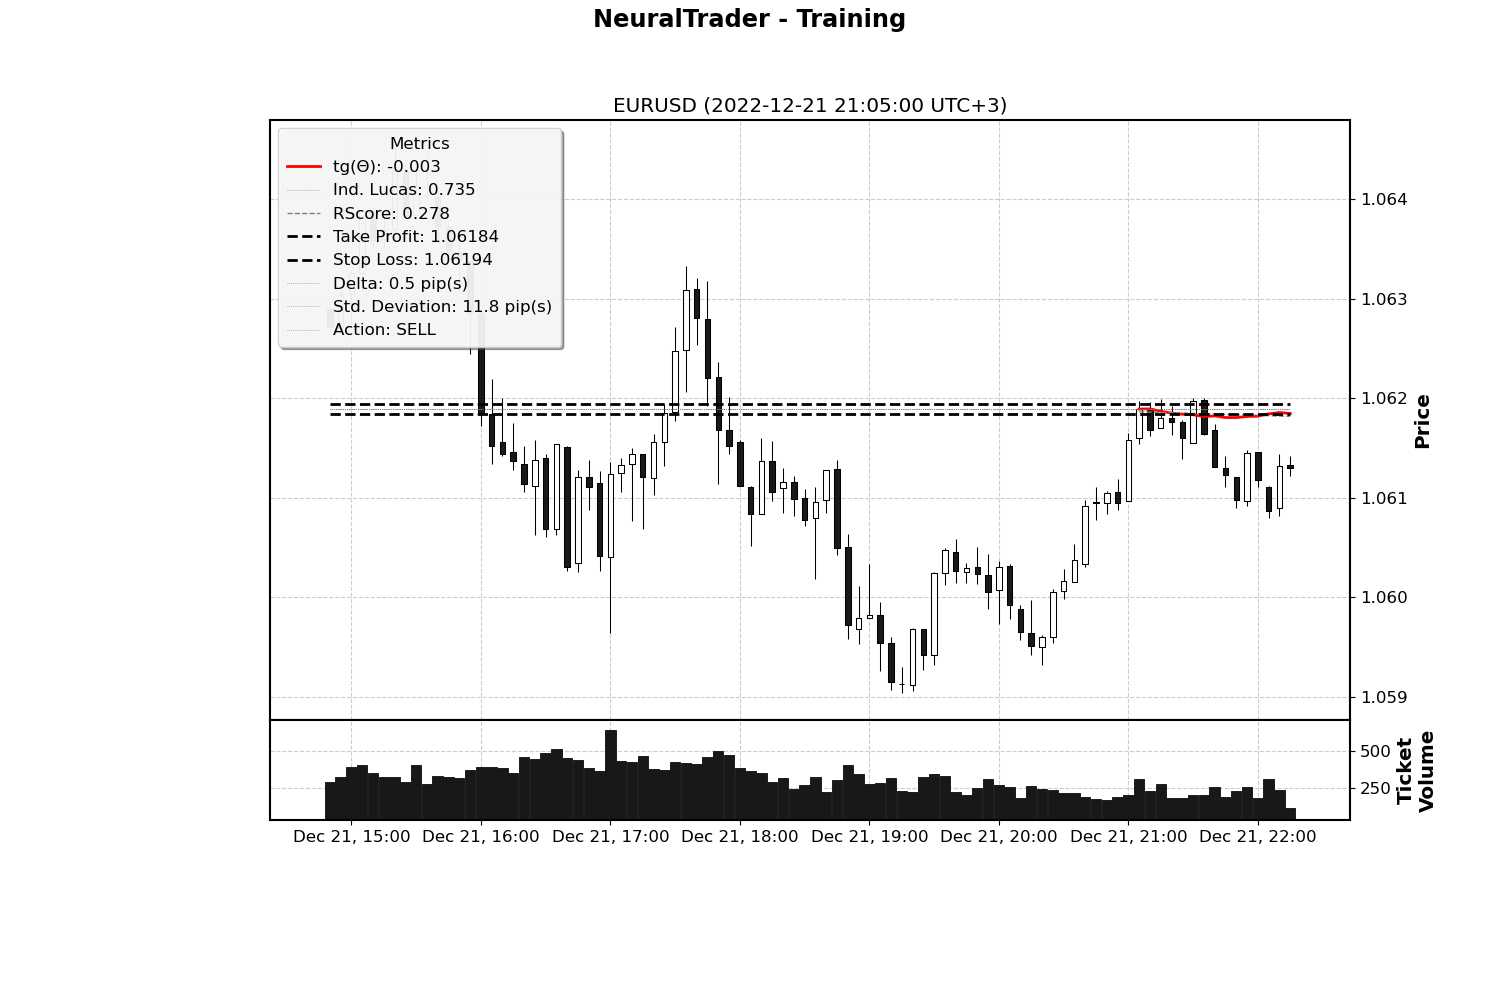 NeuralTrader - Training
EURUSD (2022-12-21 21:05:00 UTC+3)
Metrics
tg(Θ): -0.003
Ind. Lucas: 0.735
RScore: 0.278
Take Profit: 1.06184
Stop Loss: 1.06194
Delta: 0.5 pip(s)
Std. Deviation: 11.8 pip(s)
Action: SELL
1.064
1.063
1.062
1.061
1.060
1.059
Price
500
250
Ticket
Volume
Dec 21, 15:00 Dec 21, 16:00 Dec 21, 17:00 Dec 21, 18:00 Dec 21, 19:00 Dec 21, 20:00 Dec 21, 21:00 Dec 21, 22:00